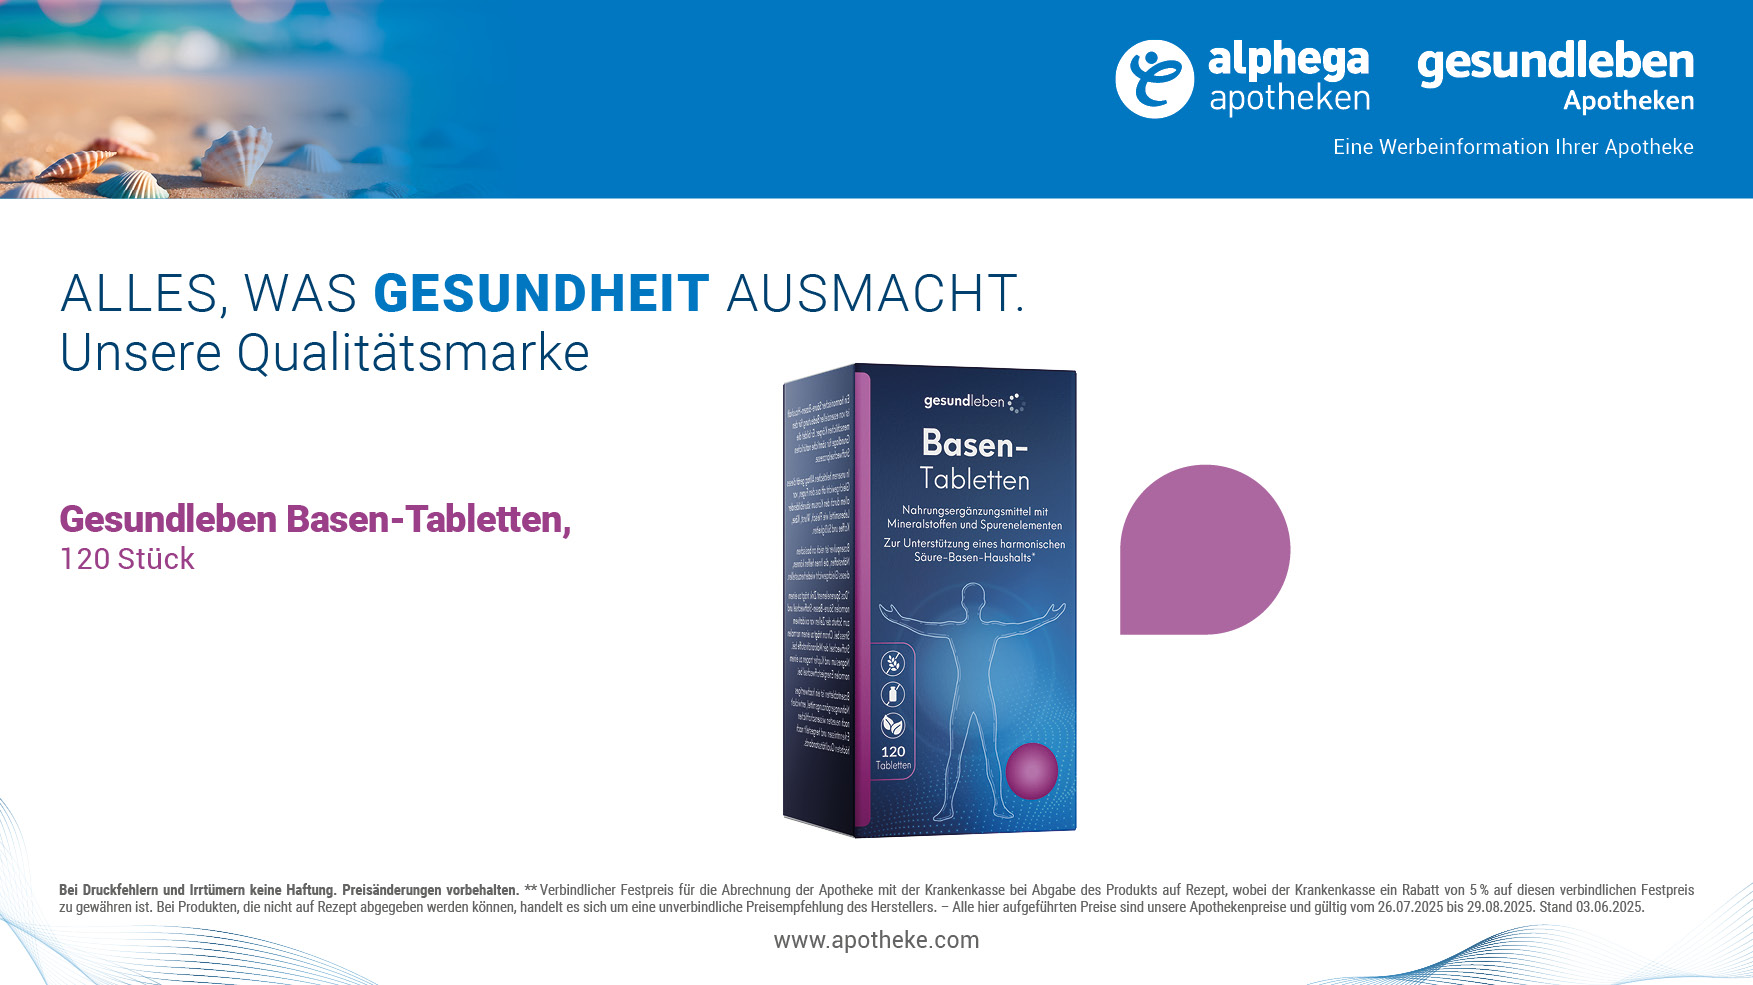 alphega
apotheken
gesundleben
Apotheken
Eine Werbeinformation Ihrer Apotheke
ALLES, WAS GESUNDHEIT AUSMACHT.
Unsere Qualitätsmarke
Gesundleben Basen-Tabletten,
120 Stück
gesundleben
Basen-
Tabletten
Nahrungsergänzungsmittel mit
Mineralstoffen und Spurenelementen
Zur Unterstützung eines harmonischen
Säure-Basen-Haushalts*
120
Tabletten
Bei Druckfehlern und Irrtümern keine Haftung. Preisänderungen vorbehalten. ** Verbindlicher Festpreis für die Abrechnung der Apotheke mit der Krankenkasse bei Abgabe des Produkts auf Rezept, wobei der Krankenkasse ein Rabatt von 5 % auf diesen verbindlichen Festpreis
zu gewähren ist. Bei Produkten, die nicht auf Rezept abgegeben werden können, handelt es sich um eine unverbindliche Preisempfehlung des Herstellers. – Alle hier aufgeführten Preise sind unsere Apothekenpreise und gültig vom 26.07.2025 bis 29.08.2025. Stand 03.06.2025.
www.apotheke.com